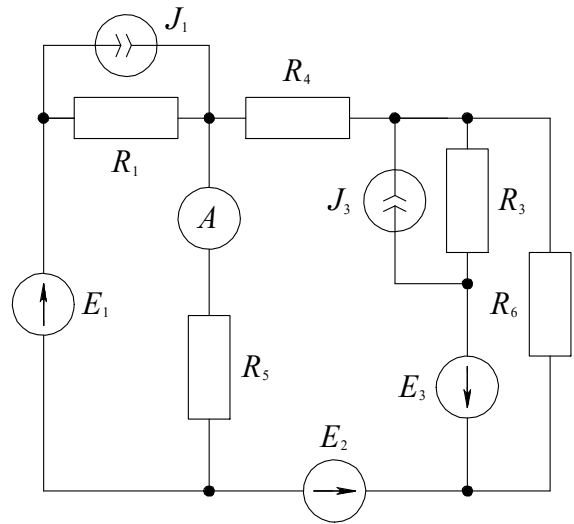 J₁
R₄
R₁
A
J₃
R₃
E₁
R₆
R₅
E₃
E₂